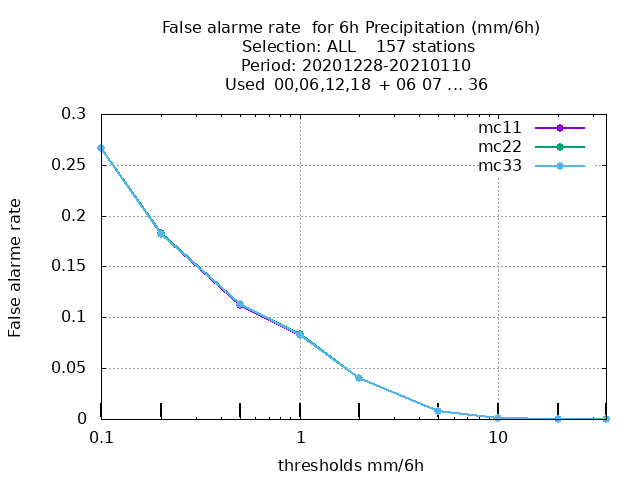 False alarme rate  for 6h Precipitation (mm/6h)
Selection: ALL    157 stations
Period: 20201228-20210110
Used  00,06,12,18  + 06 07 ... 36
mc11
mc22
mc33
0.3
0.25
0.2
0.15
0.1
0.05
0
False alarme rate
0.1
1
10
thresholds mm/6h